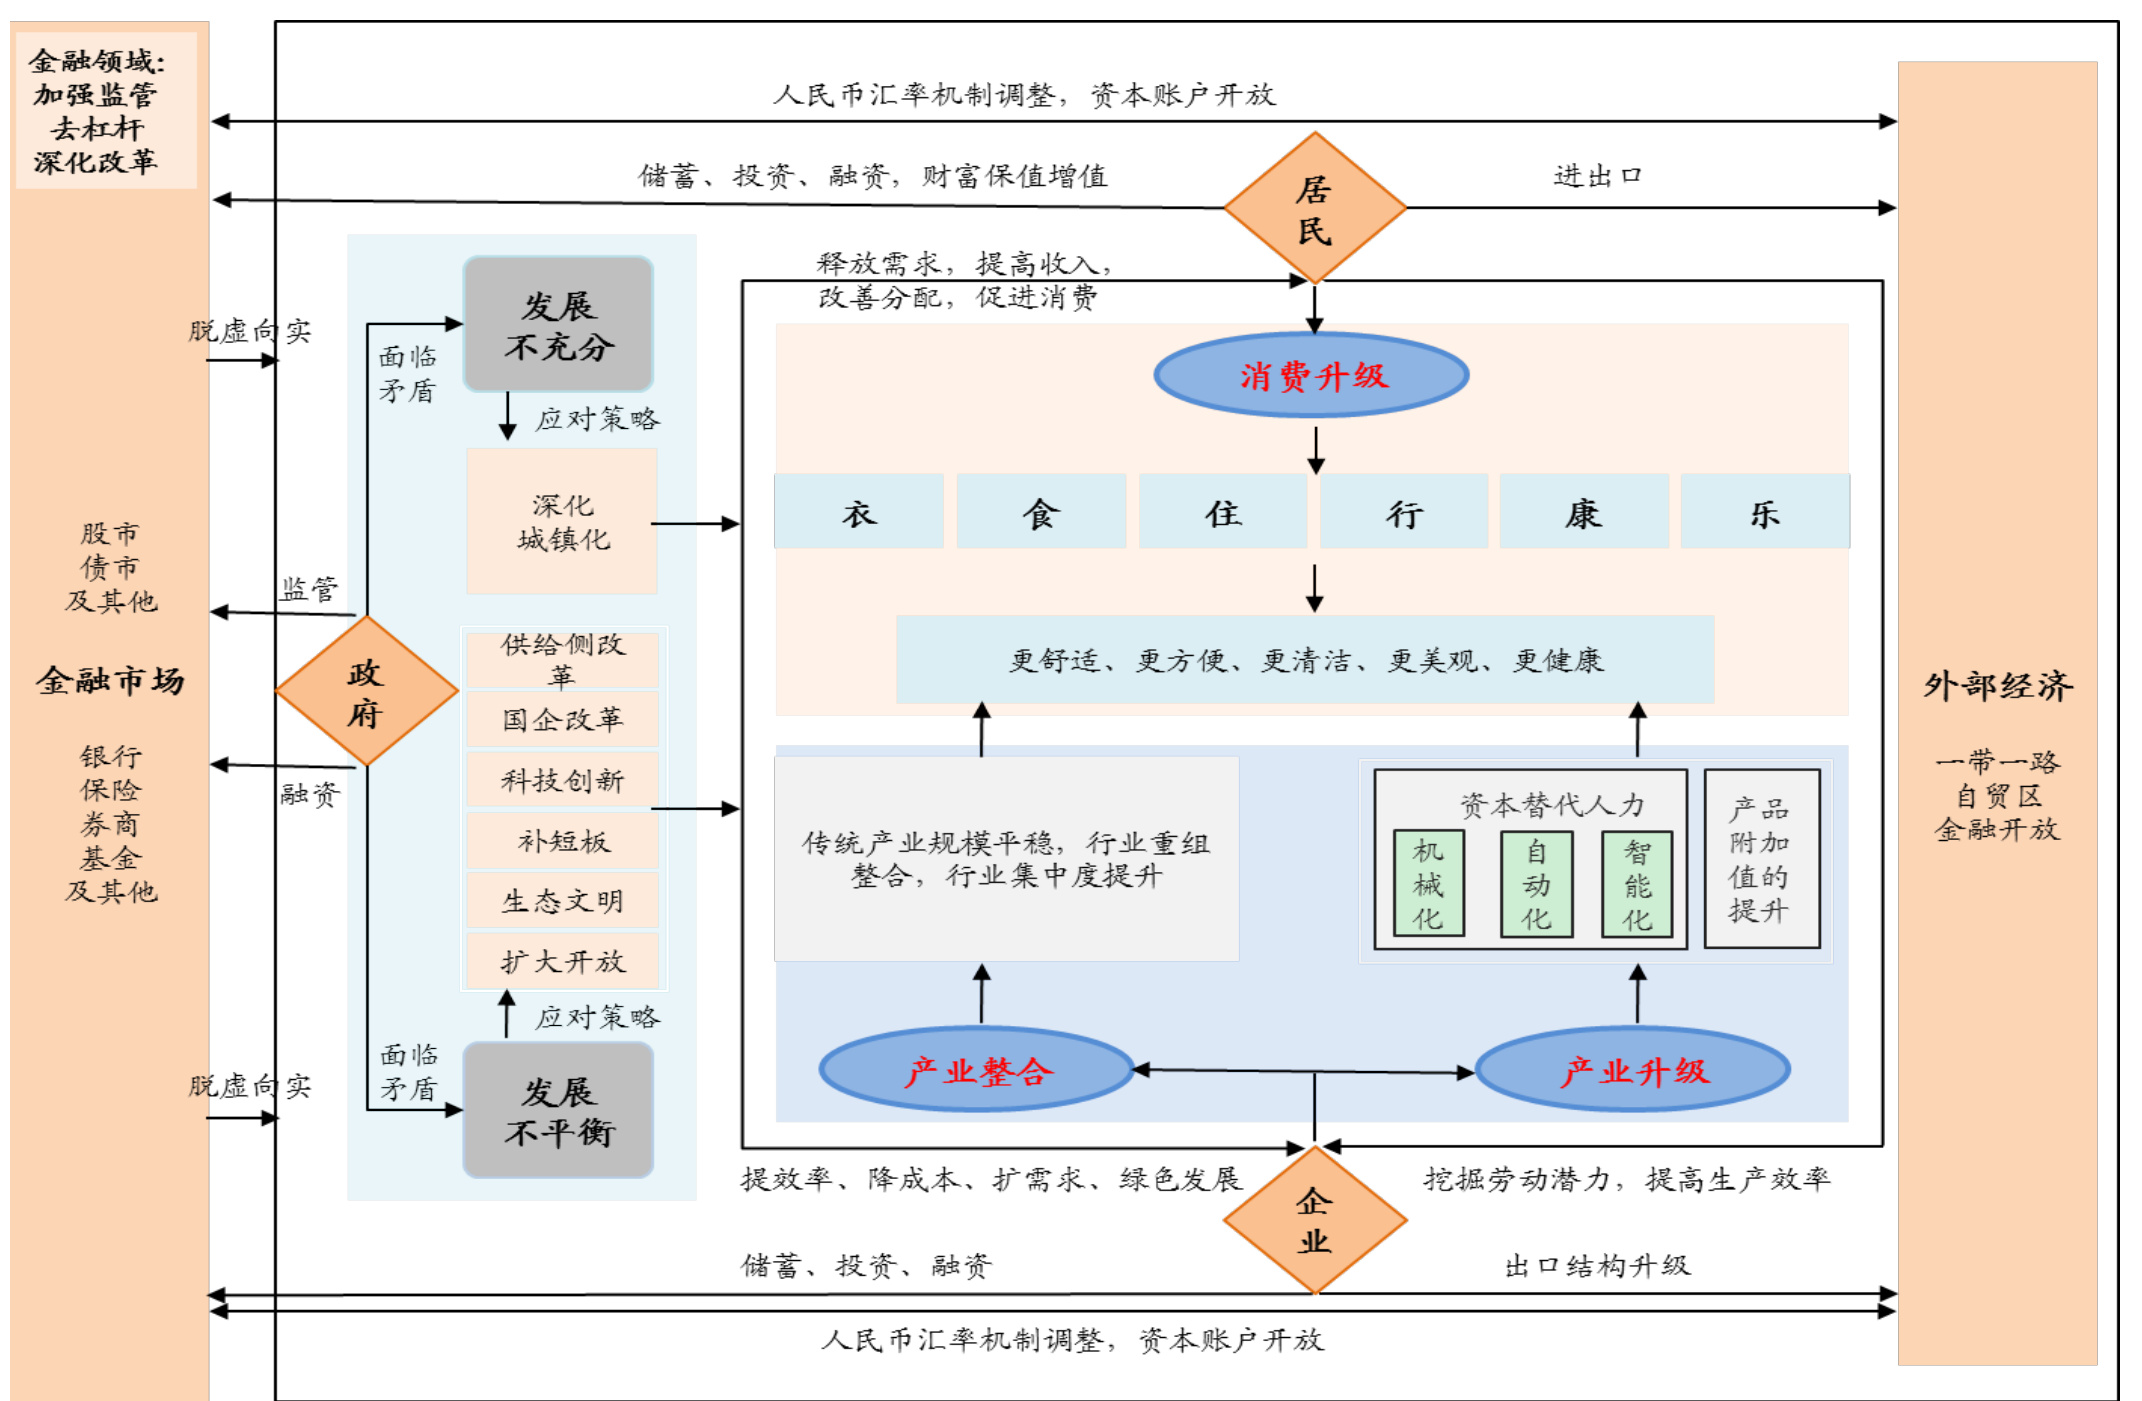 金融领域:
加强监管
去杠杆
深化改革
人民币汇率机制调整，资本账户开放
储蓄、投资、融资，财富保值增值
进出口
居
民
释放需求，提高收入，
改善分配，促进消费
脱虚向实
面临
矛盾
发展
不充分
应对策略
深化
城镇化
消费升级
衣
食
住
行
康
乐
更舒适、更方便、更清洁、更美观、更健康
股市
债市
及其他
金融市场
银行
保险
券商
基金
及其他
监管
政
府
融资
供给侧改
革
国企改革
科技创新
补短板
生态文明
扩大开放
应对策略
面临
矛盾
发展
不平衡
脱虚向实
传统产业规模平稳，行业重组
整合，行业集中度提升
资本替代人力
机
械
化
自
动
化
智
能
化
产品
附加
值的
提升
产业整合
产业升级
外部经济
一带一路
自贸区
金融开放
提效率、降成本、扩需求、绿色发展
挖掘劳动潜力，提高生产效率
企
业
储蓄、投资、融资
出口结构升级
人民币汇率机制调整，资本账户开放